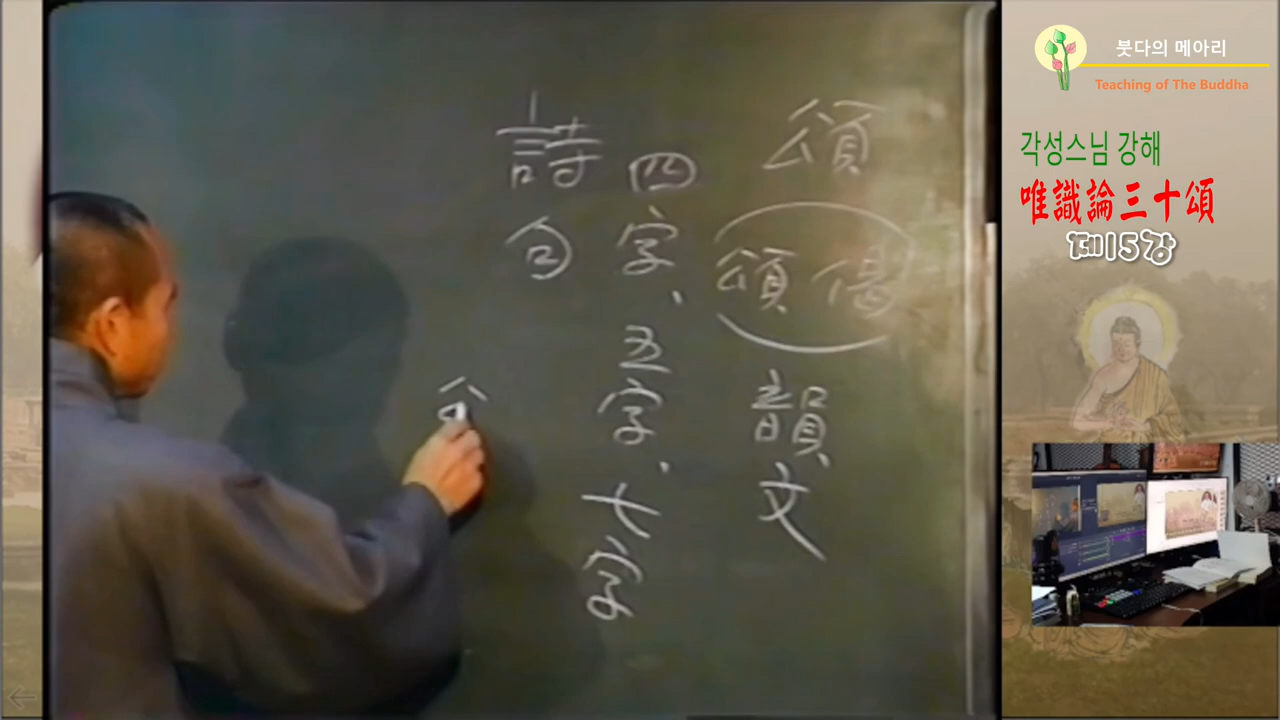 頌
頌 偈
韻文
四字、五字、七字
詩句
붓다의 메아리
Teaching of The Buddha
각성스님 강해
唯識論三十頌
제15강